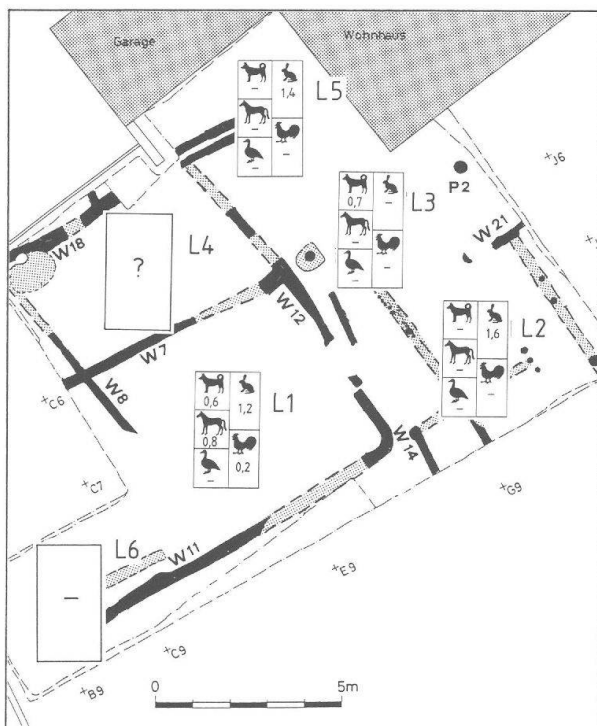 Garage
Wohnhaus
L5
–
1,4
–
–
–
J6
P2
L3
0,7
–
–
–
–
W21
W18
L4
?
W12
L2
–
1,6
–
–
–
W7
W8
C6
L1
0,6
1,2
0,8
0,2
–
W14
G9
C7
L6
W11
–
E9
C9
B9
0
5m